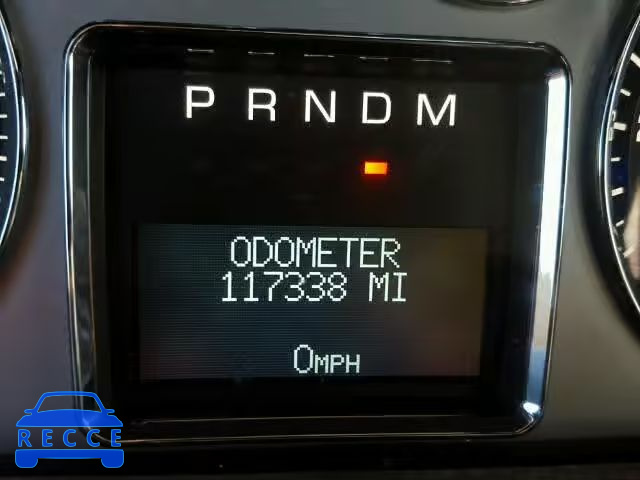 P R N D M
ODOMETER
117338 MI
0MPH
RECCE